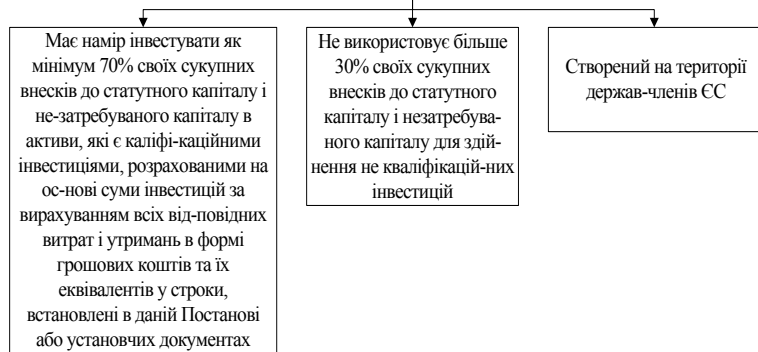 Має намір інвестувати як
мінімум 70% своїх сукупних
внесків до статутного капіталу і
не-затребуваного капіталу в
активи, які є каліфі-каційними
інвестиціями, розрахованими на
ос-нові суми інвестицій за
вирахуванням всіх від-повідних
витрат і утримань в формі
грошових коштів та їх
еквівалентів у строки,
встановлені в даній Постанові
або установчих документах
Не використовує більше
30% своїх сукупних
внесків до статутного
капіталу і незатребува-
ного капіталу для здій-
нення не кваліфікацій-них
інвестицій
Створений на території
держав-членів ЄС